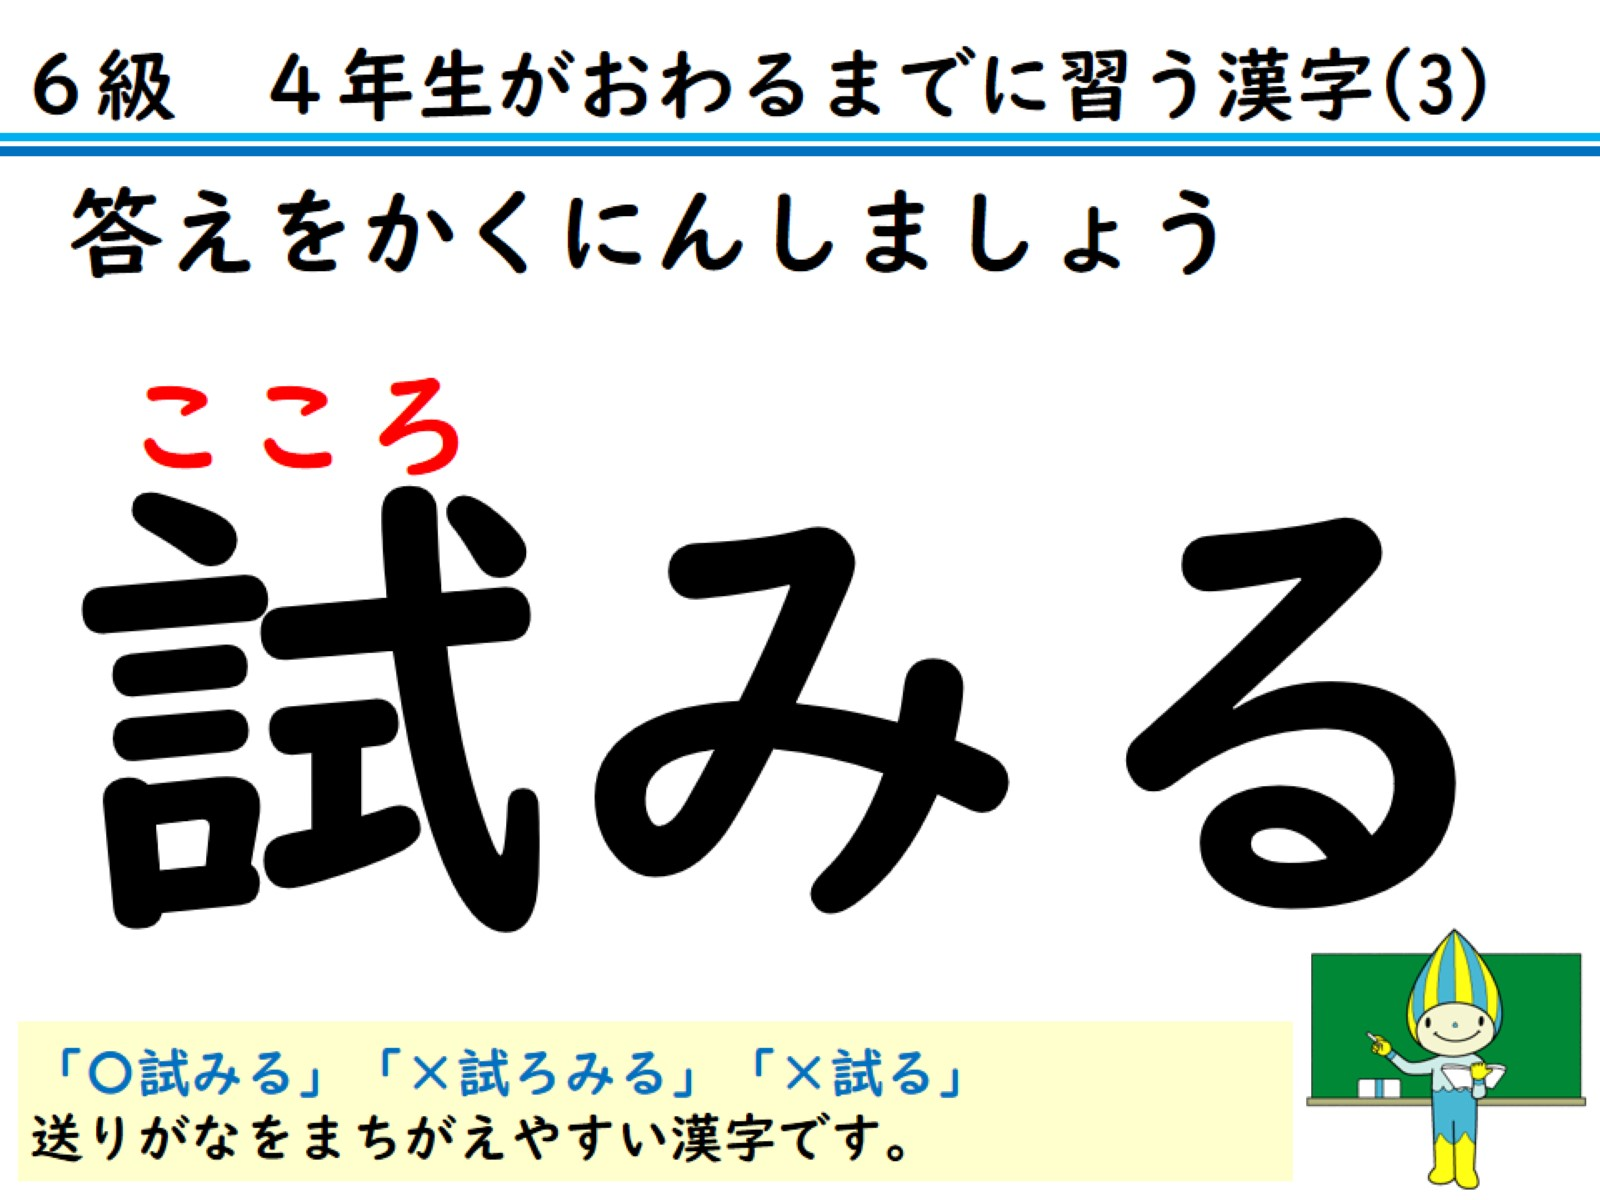 ６級　４年生がおわるまでに習う漢字(3)
答えをかくにんしましょう
こころ
試みる
「〇試みる」「×試ろみる」「×試る」
送りがなをまちがえやすい漢字です。